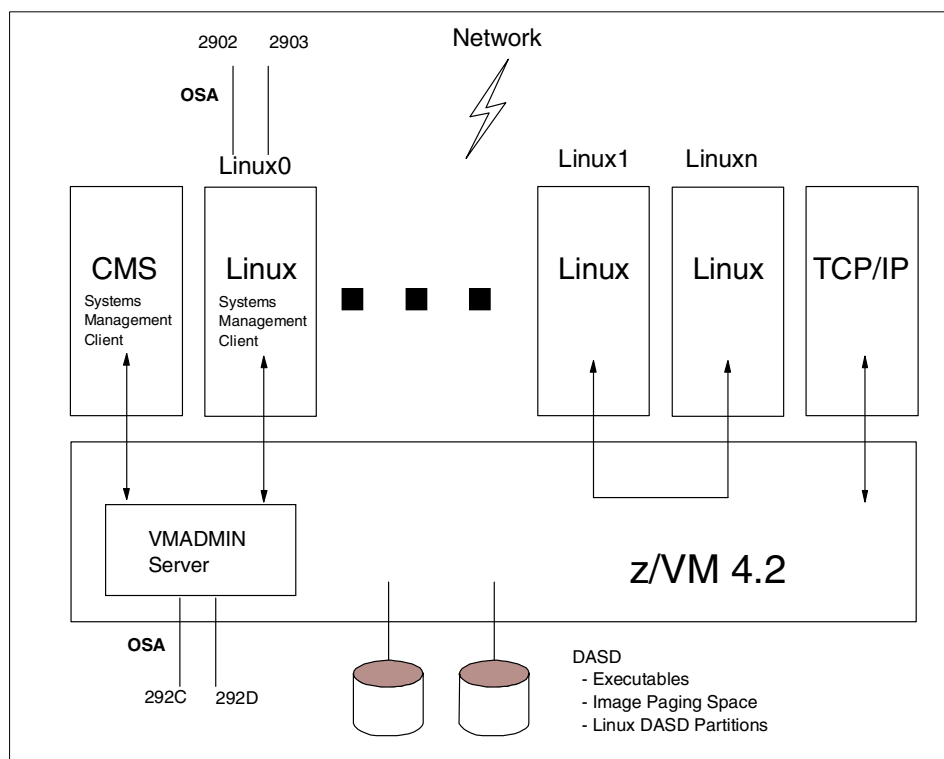 2902 2903
Network
OSA
Linux0
Linux1
Linuxn
CMS
Systems
Management
Client
Linux
Systems
Management
Client
Linux
Linux
TCP/IP
VMADMIN
Server
z/VM 4.2
OSA
292C 292D
DASD
- Executables
- Image Paging Space
- Linux DASD Partitions